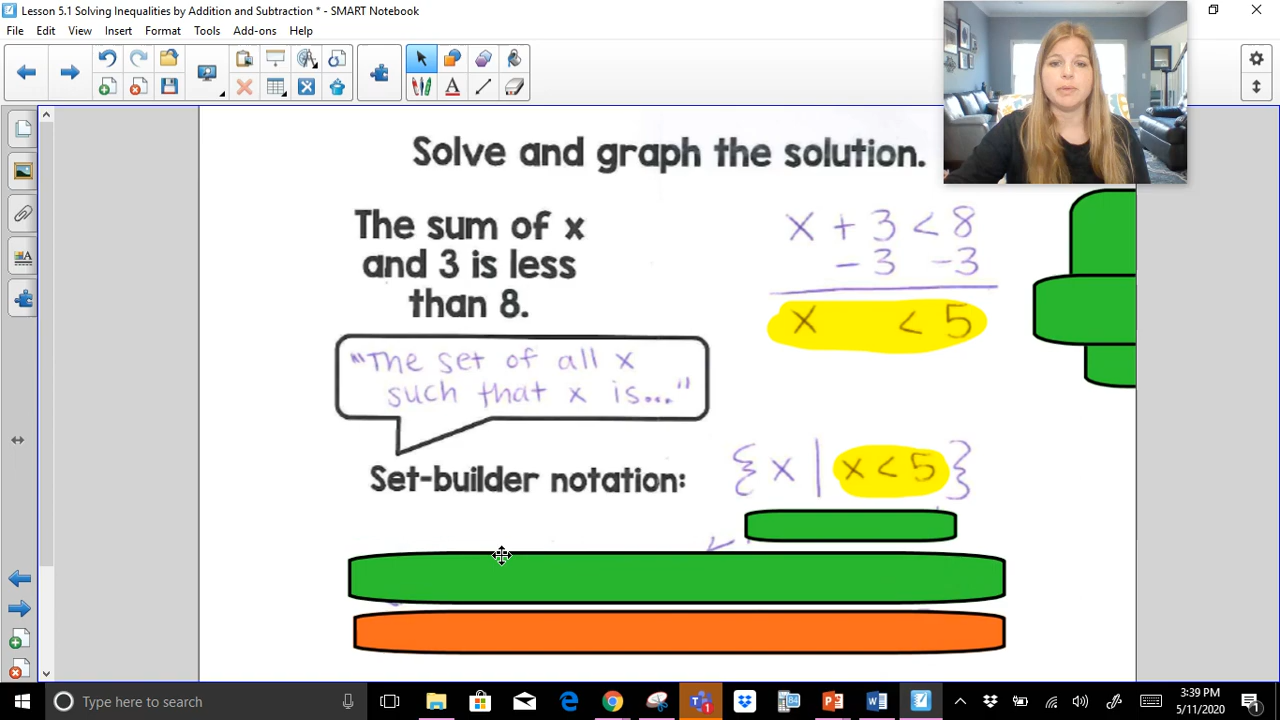 Lesson 5.1 Solving Inequalities by Addition and Subtraction * - SMART Notebook
File Edit View Insert Format Tools Add-ons Help
Solve and graph the solution.
The sum of x
and 3 is less
than 8.
x + 3 < 8
- 3 -3
x < 5
"The set of all x
such that x is..."
Set-builder notation:
{ x | x < 5 }
Type here to search
3:39 PM
5/11/2020